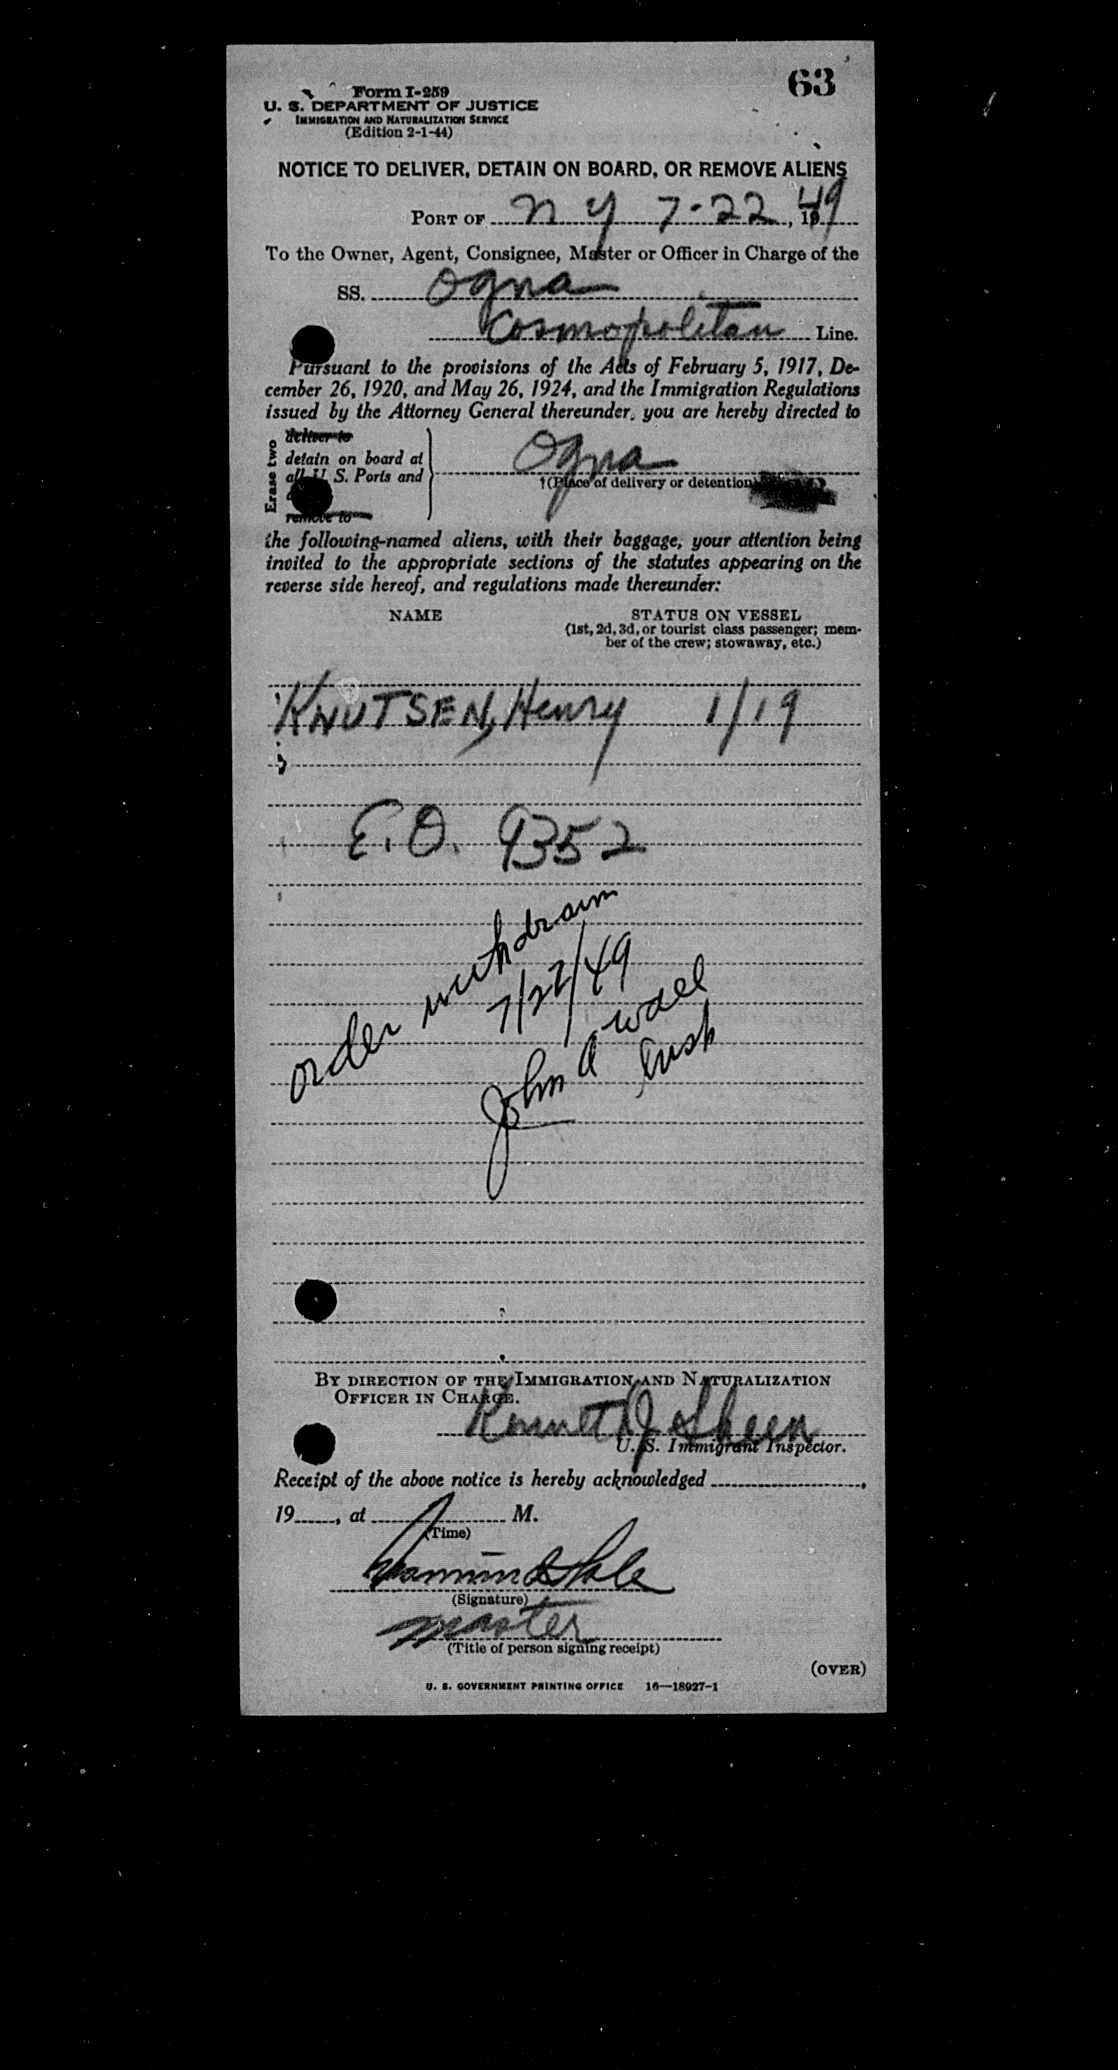 63
Form I-259
U. S. DEPARTMENT OF JUSTICE
IMMIGRATION AND NATURALIZATION SERVICE
(Edition 2-1-44)
NOTICE TO DELIVER, DETAIN ON BOARD, OR REMOVE ALIENS
PORT OF N Y 7-22, 1949
To the Owner, Agent, Consignee, Master or Officer in Charge of the
SS. Ogna
Cosmopolitan Line.
Pursuant to the provisions of the Acts of February 5, 1917, De-
cember 26, 1920, and May 26, 1924, and the Immigration Regulations
issued by the Attorney General thereunder, you are hereby directed to
Erase two
deliver to
detain on board at
all U. S. Ports and
remove to
Ogna
†(Place of delivery or detention)
the following-named aliens, with their baggage, your attention being
invited to the appropriate sections of the statutes appearing on the
reverse side hereof, and regulations made thereunder:
NAME STATUS ON VESSEL
(1st, 2d, 3d, or tourist class passenger; mem-
ber of the crew; stowaway, etc.)
KNUTSEN, Henry 1/19
E.O. 9352
order withdrawn
7/22/49
John A Wall
Insp
BY DIRECTION OF THE IMMIGRATION AND NATURALIZATION
OFFICER IN CHARGE.
Kenneth J Sheen
U. S. Immigrant Inspector.
Receipt of the above notice is hereby acknowledged
19, at M.
(Time)
(Signature)
master
(Title of person signing receipt)
(OVER)
U. S. GOVERNMENT PRINTING OFFICE 16—18927-1